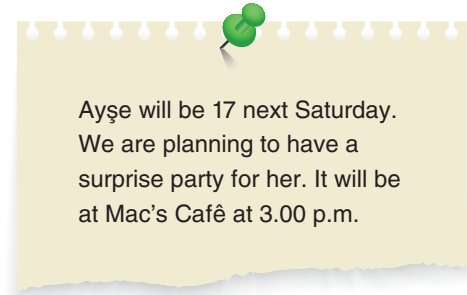 Ayşe will be 17 next Saturday.
We are planning to have a
surprise party for her. It will be
at Mac's Cafê at 3.00 p.m.